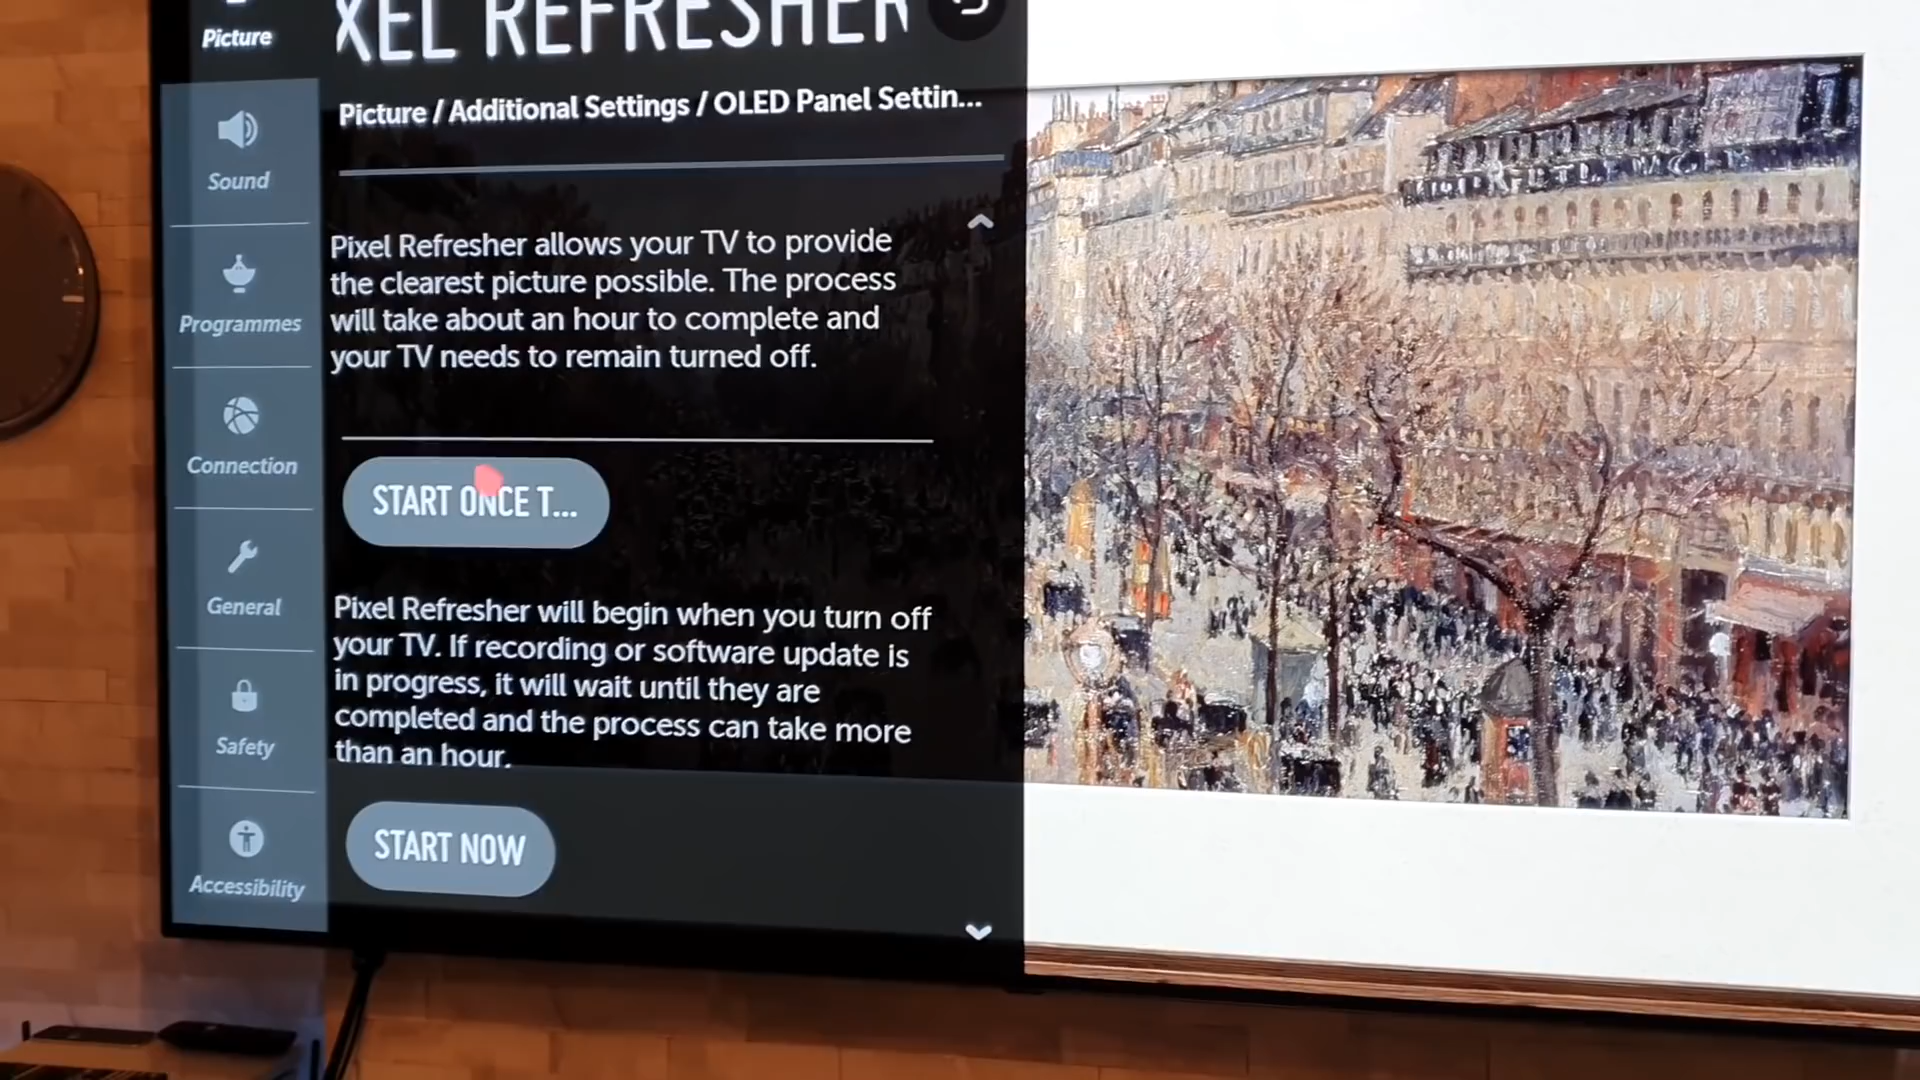 Picture
XEL REFRESHER
Picture / Additional Settings / OLED Panel Settin...
Sound
Pixel Refresher allows your TV to provide
the clearest picture possible. The process
will take about an hour to complete and
your TV needs to remain turned off.
Programmes
Connection
START ONCE T...
General
Pixel Refresher will begin when you turn off
your TV. If recording or software update is
in progress, it will wait until they are
completed and the process can take more
than an hour.
Safety
START NOW
Accessibility